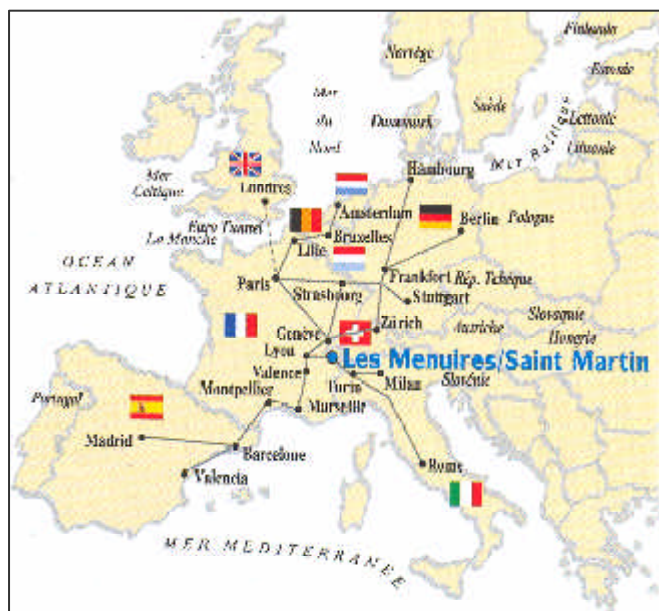 Norvège
Finlande
Suède
Estonie
Lettonie
Lituanie
Mer
du
Nord
Danemark
Mer Baltique
Mer
Celtique
Londres
Hambourg
Amsterdam
Berlin
Pologne
Euro Tunnel
La Manche
Bruxelles
Lille
OCEAN
ATLANTIQUE
Paris
Strasbourg
Frankfort
Rép. Tchèque
Stuttgart
Slovaquie
Genève
Zürich
Autriche
Hongrie
Lyon
Les Menuires/Saint Martin
Valence
Turin
Milan
Slovénie
Montpellier
Marseille
Portugal
Madrid
Barcelone
Valencia
Rome
MER MEDITERRANEE